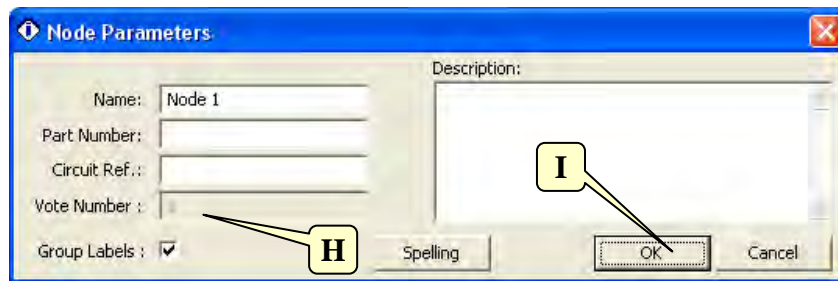 Node Parameters
Description:
Name: Node 1
Part Number:
Circuit Ref.:
Vote Number :
Group Labels :
I
H
Spelling
OK
Cancel